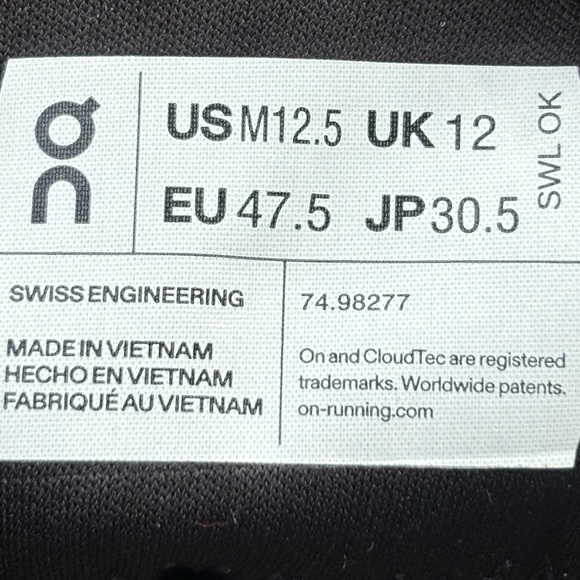 On
US M12.5 UK 12
EU 47.5 JP 30.5
SWL OK
SWISS ENGINEERING
MADE IN VIETNAM
HECHO EN VIETNAM
FABRIQUÉ AU VIETNAM
74.98277
On and CloudTec are registered
trademarks. Worldwide patents.
on-running.com